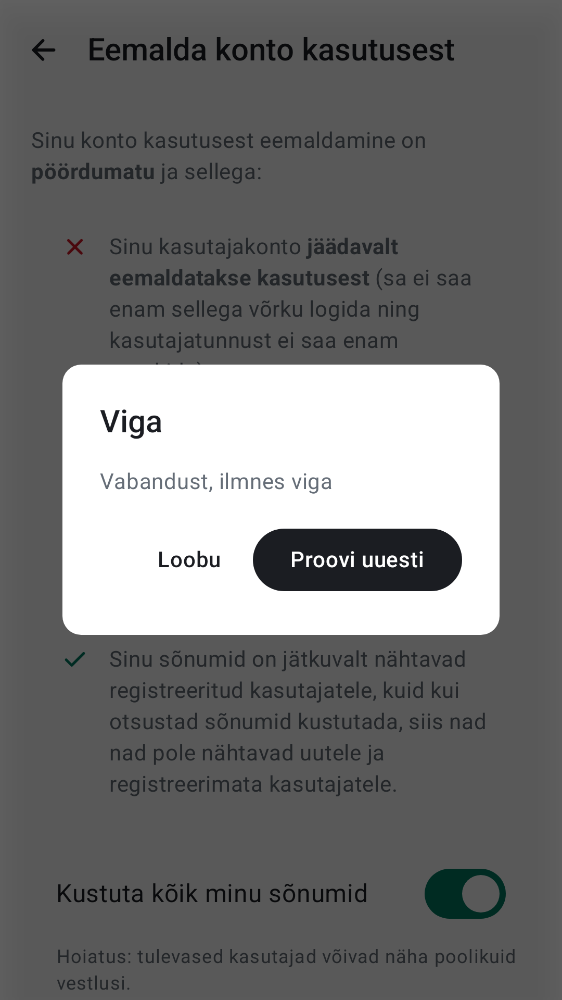 Eemalda konto kasutusest
Sinu konto kasutusest eemaldamine on
pöördumatu ja sellega:
Sinu kasutajakonto jäädavalt
eemaldatakse kasutusest (sa ei saa
enam sellega võrku logida ning
kasutajatunnust ei saa enam
Viga
Vabandust, ilmnes viga
Loobu
Proovi uuesti
Sinu sõnumid on jätkuvalt nähtavad
registreeritud kasutajatele, kuid kui
otsustad sõnumid kustutada, siis nad
nad pole nähtavad uutele ja
registreerimata kasutajatele.
Kustuta kõik minu sõnumid
Hoiatus: tulevased kasutajad võivad näha poolikuid
vestlusi.